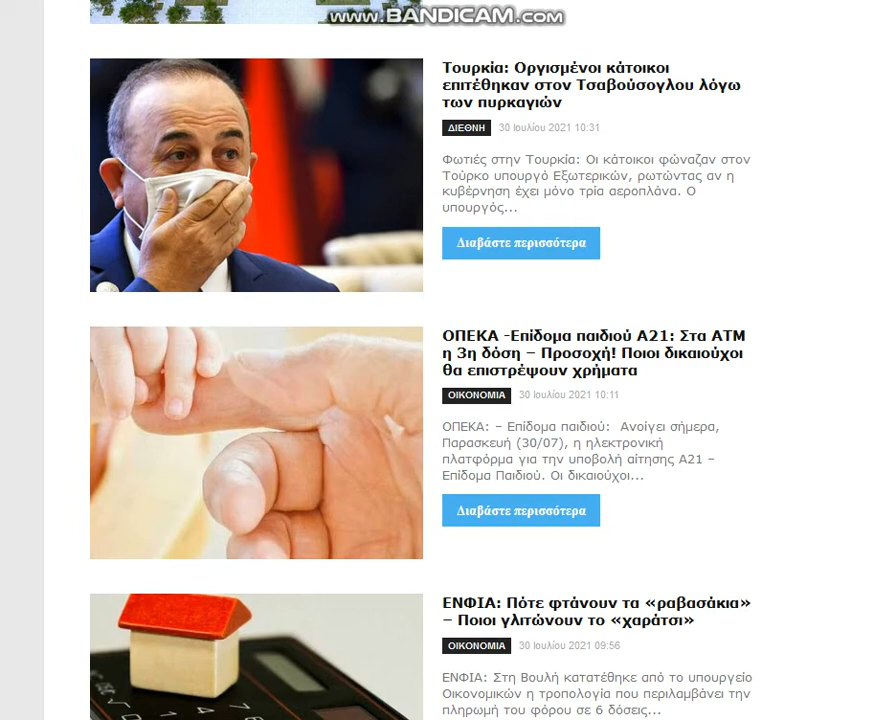 www.BANDICAM.com
Τουρκία: Οργισμένοι κάτοικοι
επιτέθηκαν στον Τσαβούσογλου λόγω
των πυρκαγιών
ΔΙΕΘΝΗ 30 Ιουλίου 2021 10:31
Φωτιές στην Τουρκία: Οι κάτοικοι φώναζαν στον
Τούρκο υπουργό Εξωτερικών, ρωτώντας αν η
κυβέρνηση έχει μόνο τρία αεροπλάνα. Ο
υπουργός...
Διαβάστε περισσότερα
ΟΠΕΚΑ -Επίδομα παιδιού Α21: Στα ΑΤΜ
η 3η δόση – Προσοχή! Ποιοι δικαιούχοι
θα επιστρέψουν χρήματα
ΟΙΚΟΝΟΜΙΑ 30 Ιουλίου 2021 10:11
ΟΠΕΚΑ: – Επίδομα παιδιού: Ανοίγει σήμερα,
Παρασκευή (30/07), η ηλεκτρονική
πλατφόρμα για την υποβολή αίτησης Α21 –
Επίδομα Παιδιού. Οι δικαιούχοι...
Διαβάστε περισσότερα
ΕΝΦΙΑ: Πότε φτάνουν τα «ραβασάκια»
– Ποιοι γλιτώνουν το «χαράτσι»
ΟΙΚΟΝΟΜΙΑ 30 Ιουλίου 2021 09:56
ΕΝΦΙΑ: Στη Βουλή κατατέθηκε από το υπουργείο
Οικονομικών η τροπολογία που περιλαμβάνει την
πληρωμή του φόρου σε 6 δόσεις...